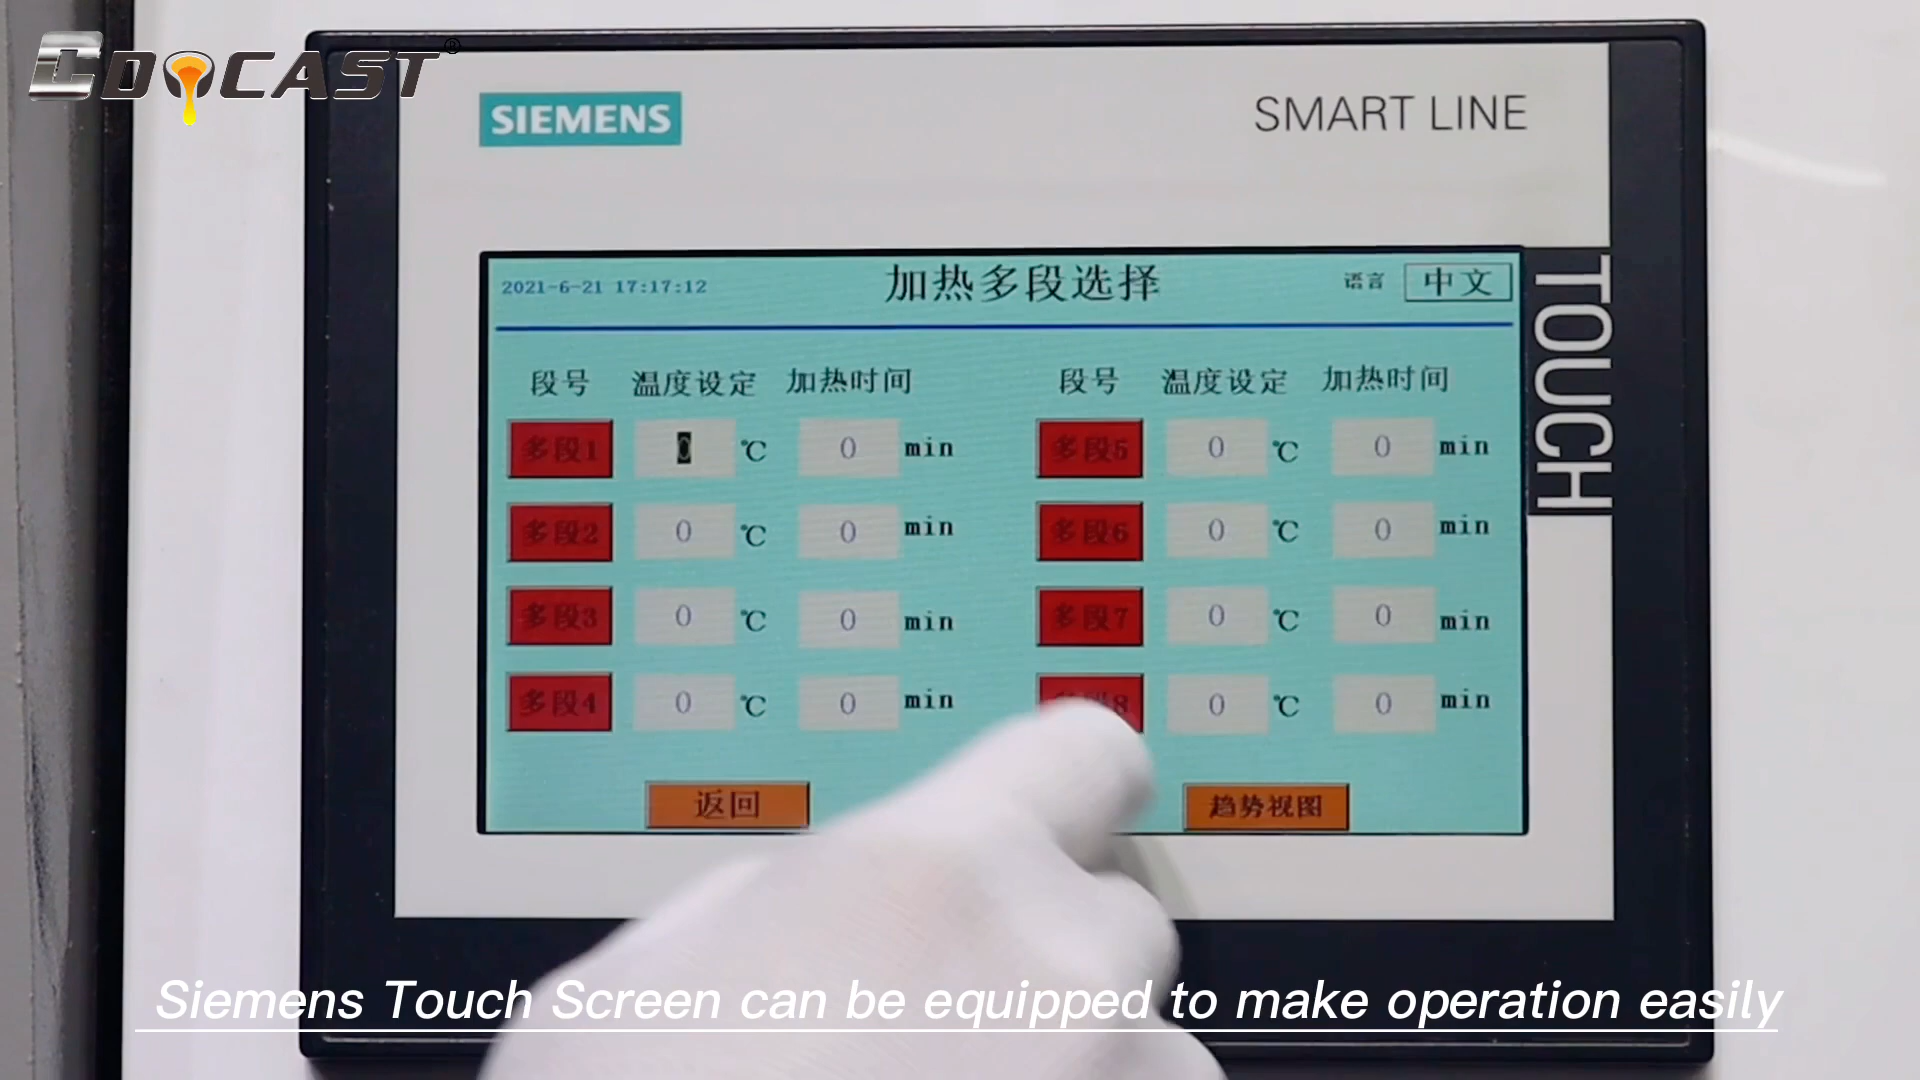 EDOCAST®
SIEMENS
SMART LINE
TOUCH
2021-6-21 17:17:12
加热多段选择
语言 中文
段号 温度设定 加热时间 段号 温度设定 加热时间
多段1 0 ℃ 0 min 多段5 0 ℃ 0 min
多段2 0 ℃ 0 min 多段6 0 ℃ 0 min
多段3 0 ℃ 0 min 多段7 0 ℃ 0 min
多段4 0 ℃ 0 min 段8 0 ℃ 0 min
返回 趋势视图
Siemens Touch Screen can be equipped to make operation easily